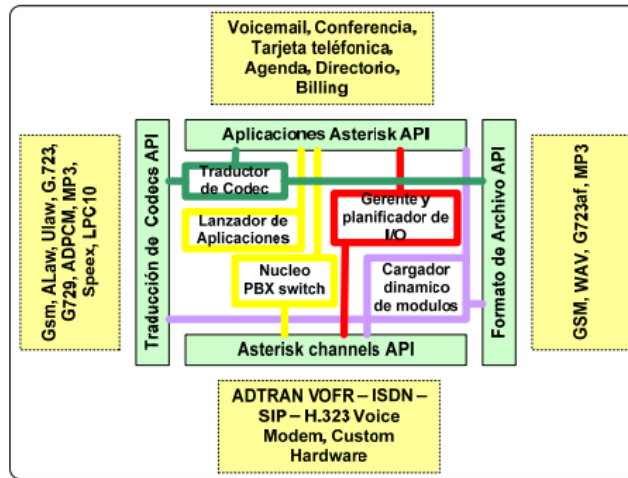 Voicemail, Conferencia,
Tarjeta teléfonica,
Agenda, Directorio,
Billing
Aplicaciones Asterisk API
Gsm, ALaw, Ulaw, G.723,
G729, ADPCM, MP3,
Speex, LPC10
Traducción de Codecs API
Traductor
de Codec
Lanzador de
Aplicaciones
Gerente y
planificador de
I/O
Nucleo
PBX switch
Cargador
dinamico
de modulos
Formato de Archivo API
GSM, WAV, G723af, MP3
Asterisk channels API
ADTRAN VOFR – ISDN –
SIP – H.323 Voice
Modem, Custom
Hardware